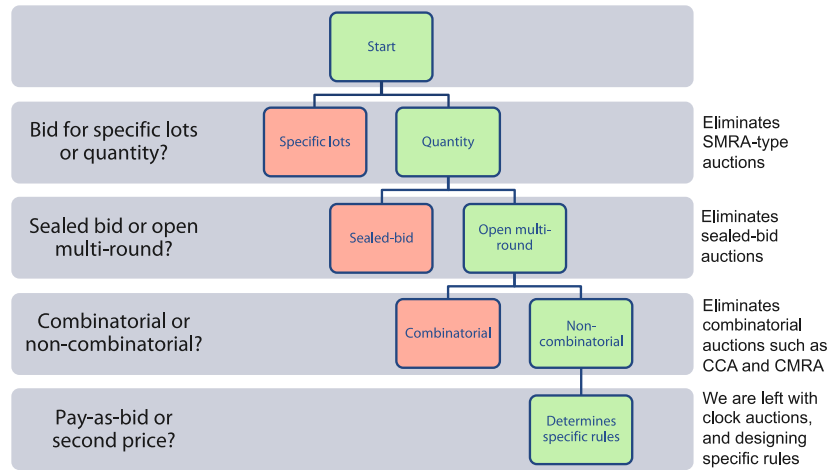 Start
Bid for specific lots
or quantity?
Specific lots
Quantity
Eliminates
SMRA-type
auctions
Sealed bid or open
multi-round?
Sealed-bid
Open multi-
round
Eliminates
sealed-bid
auctions
Combinatorial or
non-combinatorial?
Combinatorial
Non-
combinatorial
Eliminates
combinatorial
auctions such as
CCA and CMRA
Pay-as-bid or
second price?
Determines
specific rules
We are left with
clock auctions,
and designing
specific rules